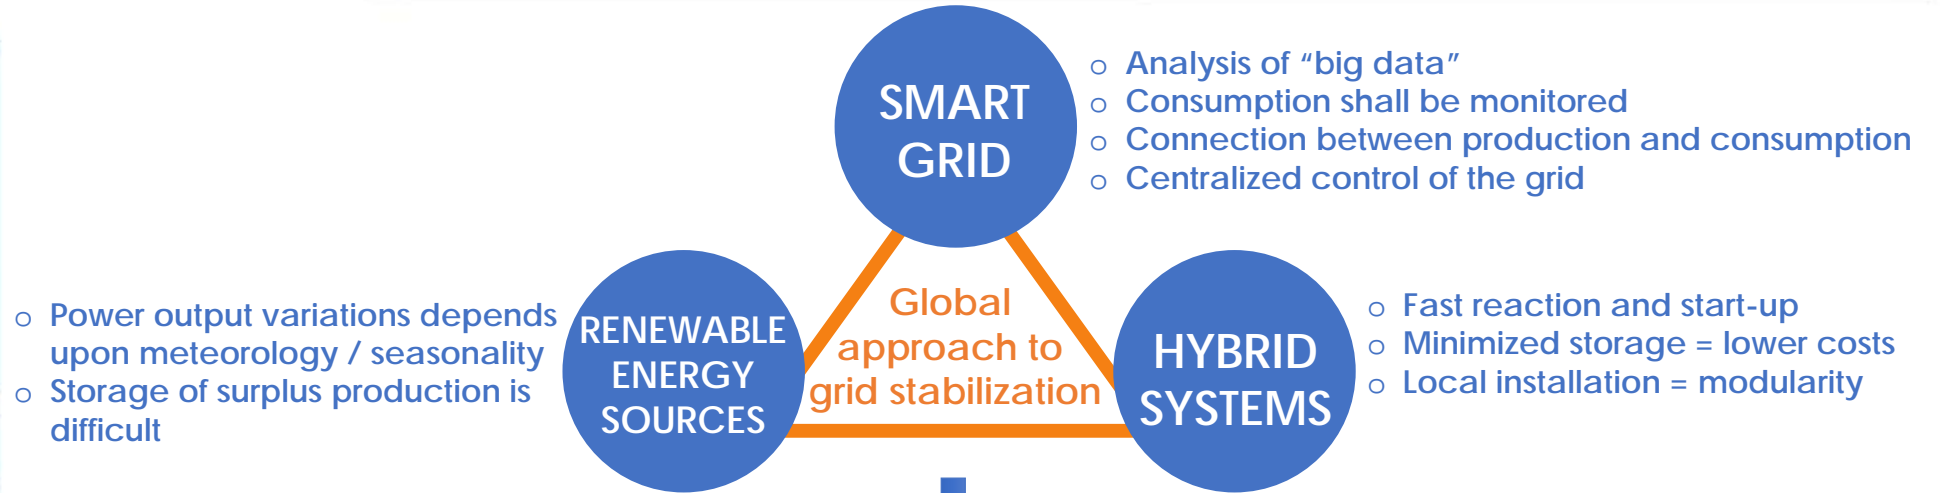 SMART
GRID
o Analysis of “big data”
o Consumption shall be monitored
o Connection between production and consumption
o Centralized control of the grid
o Power output variations depends
upon meteorology / seasonality
o Storage of surplus production is
difficult
RENEWABLE
ENERGY
SOURCES
Global
approach to
grid stabilization
HYBRID
SYSTEMS
o Fast reaction and start-up
o Minimized storage = lower costs
o Local installation = modularity